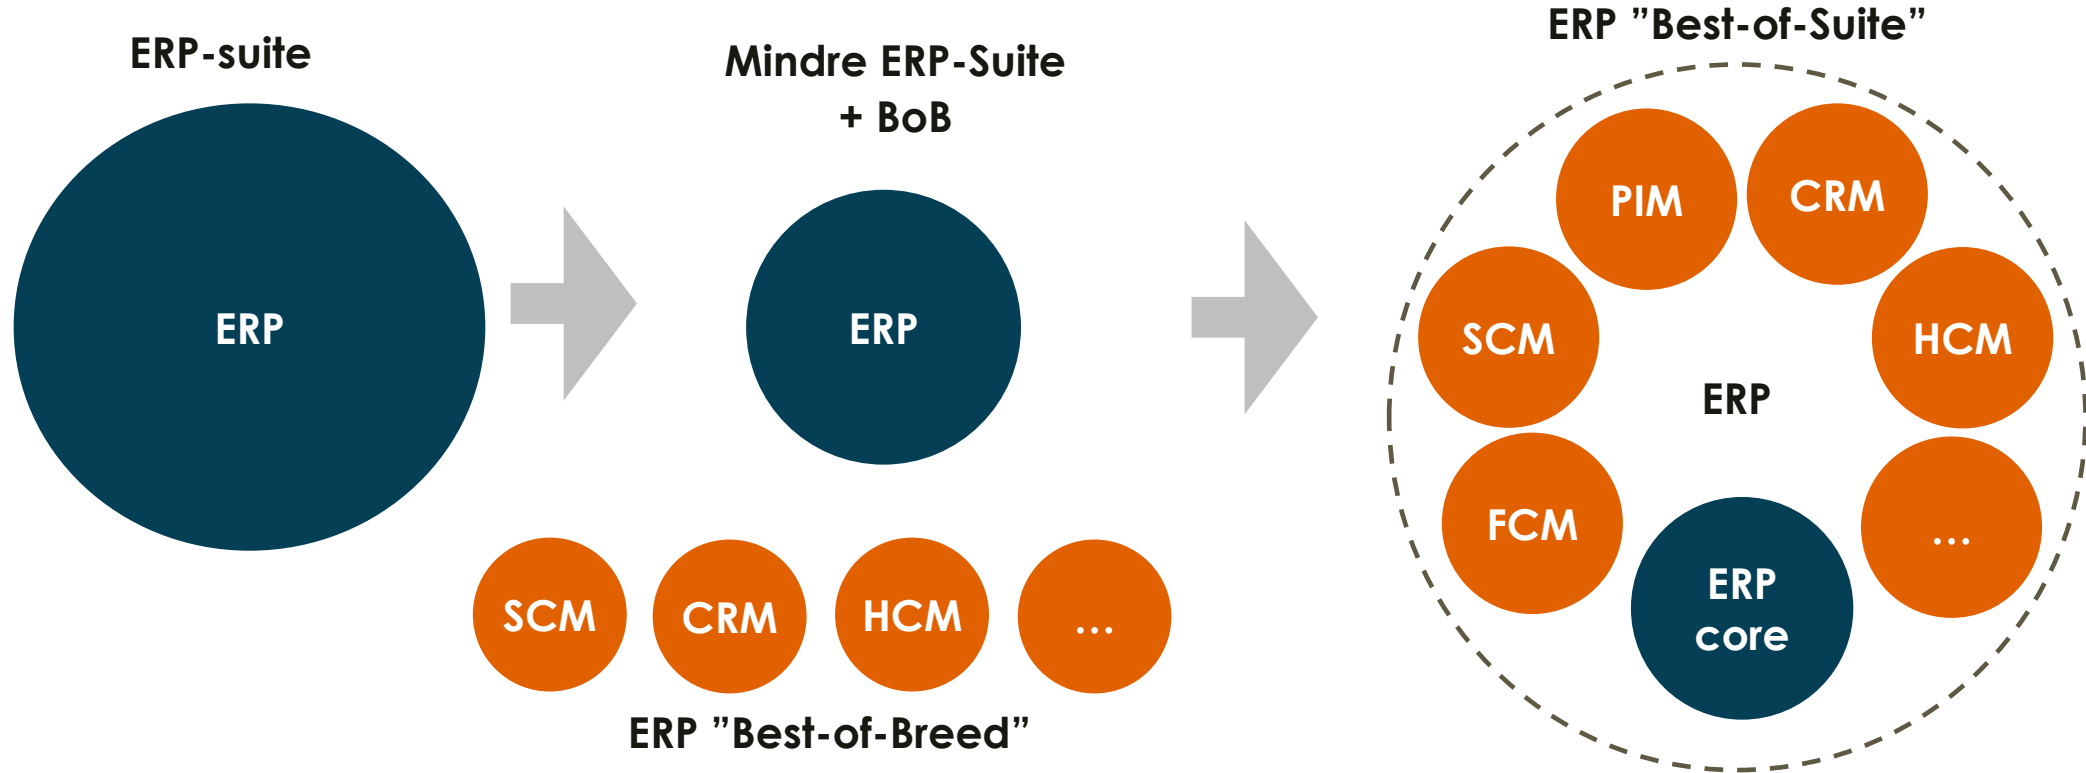 ERP-suite
ERP
Mindre ERP-Suite
+ BoB
ERP
SCM
CRM
HCM
...
ERP ”Best-of-Breed”
ERP ”Best-of-Suite”
PIM
CRM
SCM
HCM
ERP
FCM
...
ERP
core